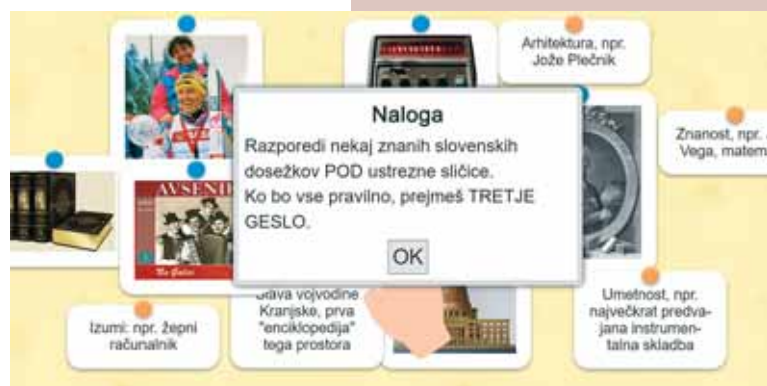 Arhitektura, npr.
Jože Plečnik
Naloga
Razporedi nekaj znanih slovenskih
dosežkov POD ustrezne sličice.
Ko bo vse pravilno, prejmeš TRETJE
GESLO.
OK
Znanost, npr.
Vega, matem
AVSENI
Na Golici
Izumi: npr. žepni
računalnik
Slava vojvodine
Kranjske, prva
"enciklopedija"
tega prostora
Umetnost, npr.
največkrat predva-
jana instrumen-
talna skladba